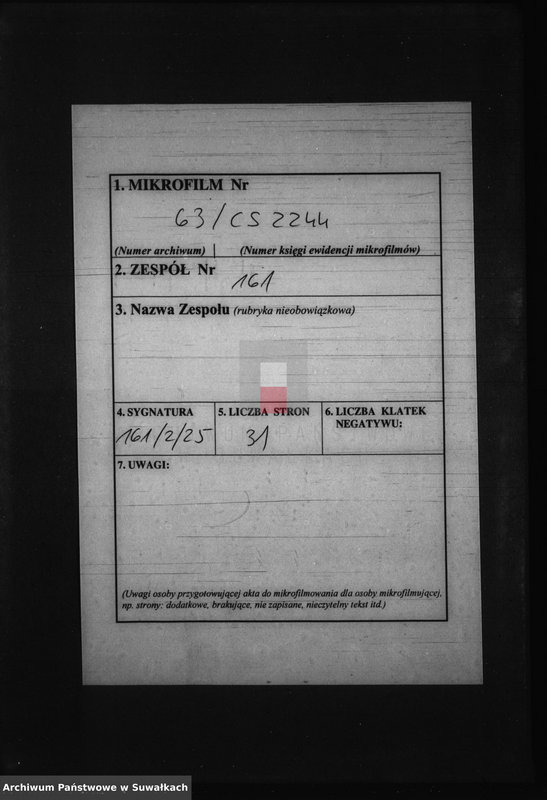 1. MIKROFILM Nr
63/CS 2244
(Numer archiwum) | (Numer księgi ewidencji mikrofilmów)
2. ZESPÓŁ Nr
161
3. Nazwa Zespołu (rubryka nieobowiązkowa)
4. SYGNATURA
161/2/25
5. LICZBA STRON
31
6. LICZBA KLATEK
NEGATYWU:
7. UWAGI:
(Uwagi osoby przygotowującej akta do mikrofilmowania dla osoby mikrofilmującej,
np. strony: dodatkowe, brakujące, nie zapisane, nieczytelny tekst itd.)
Archiwum Państwowe w Suwałkach